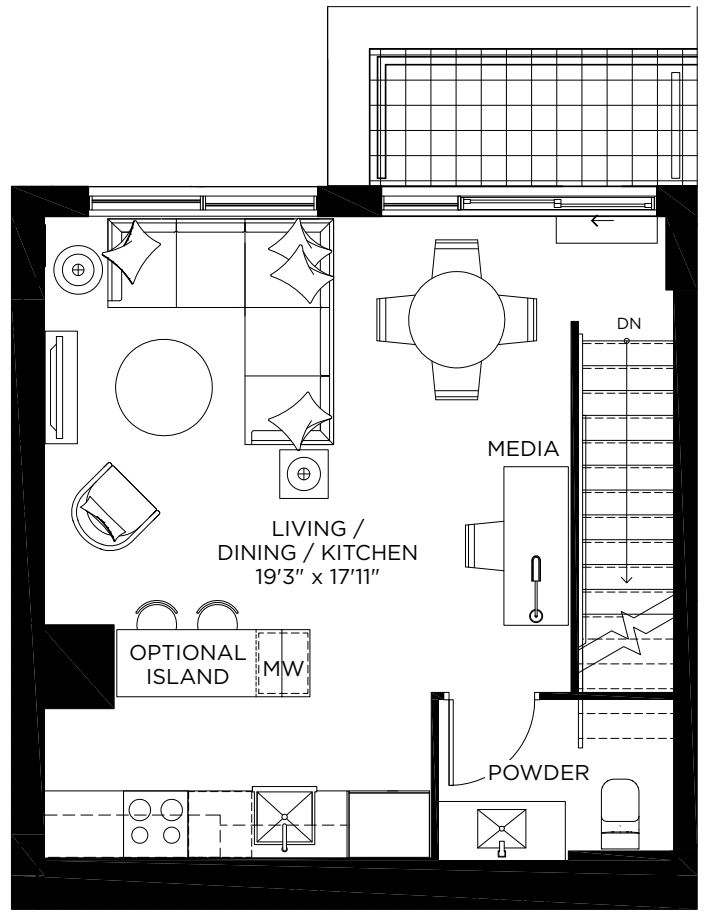 DN
MEDIA
LIVING /
DINING / KITCHEN
19'3" x 17'11"
OPTIONAL
ISLAND
MW
POWDER